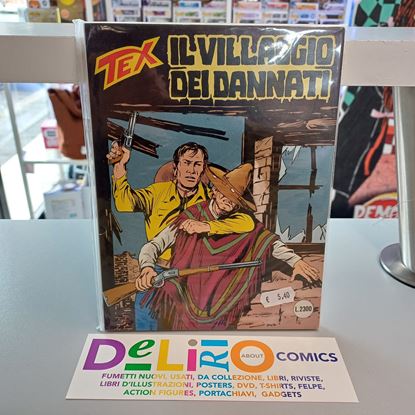 TEX
IL VILLAGGIO
DEI DANNATI
€ 5,40
L.2300
DeLiRiO ABOUT COMICS
FUMETTI NUOVI, USATI, DA COLLEZIONE, LIBRI, RIVISTE,
LIBRI D'ILLUSTRAZIONI, POSTERS, DVD, T-SHIRTS, FELPE,
ACTION FIGURES, PORTACHIAVI, GADGETS